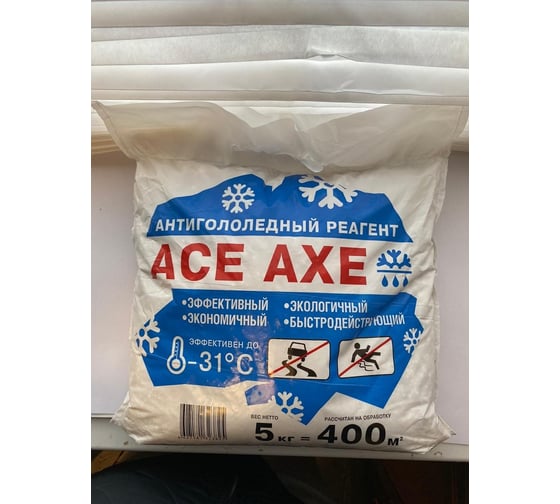 АНТИГОЛОЛЕДНЫЙ РЕАГЕНТ
ACE AXE
•ЭФФЕКТИВНЫЙ •ЭКОЛОГИЧНЫЙ
•ЭКОНОМИЧНЫЙ •БЫСТРОДЕЙСТВУЮЩИЙ
ЭФФЕКТИВЕН ДО
-31°C
ВЕС НЕТТО РАССЧИТАН НА ОБРАБОТКУ
5 КГ = 400 М²